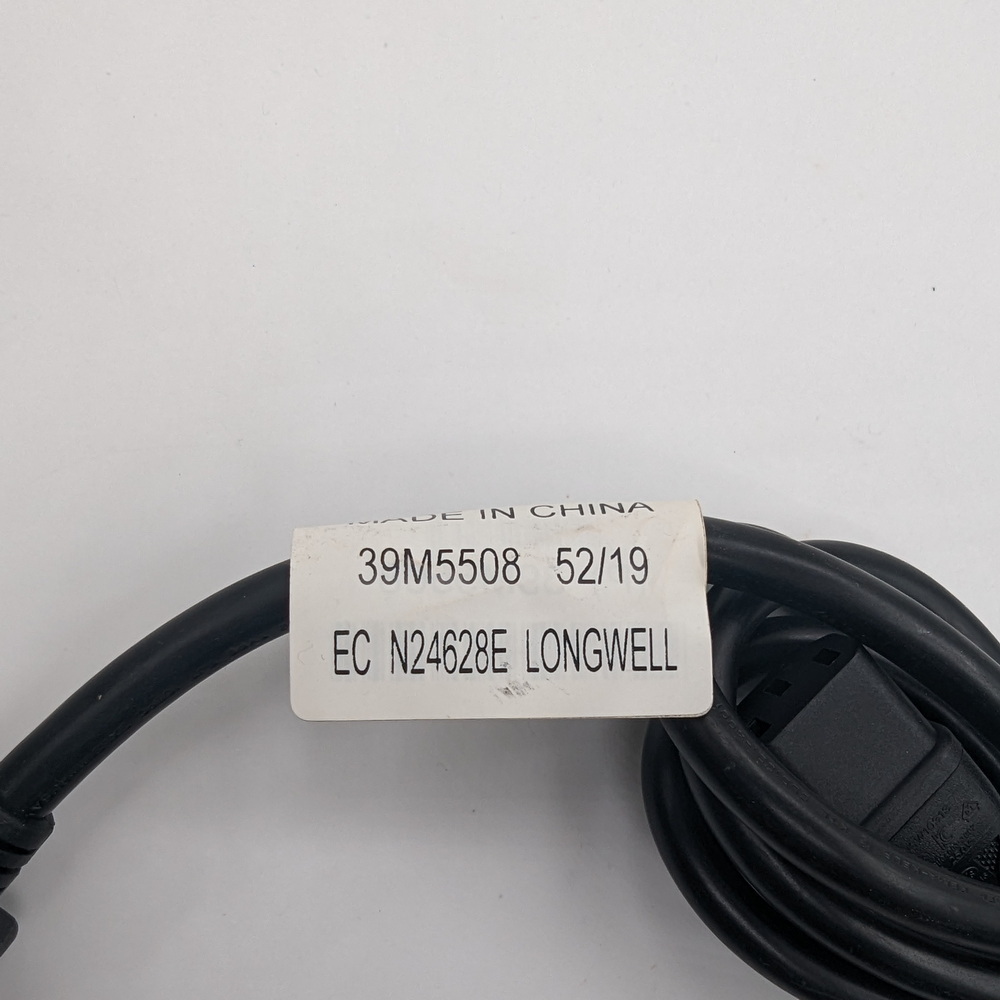 MADE IN CHINA
39M5508 52/19
EC N24628E LONGWELL